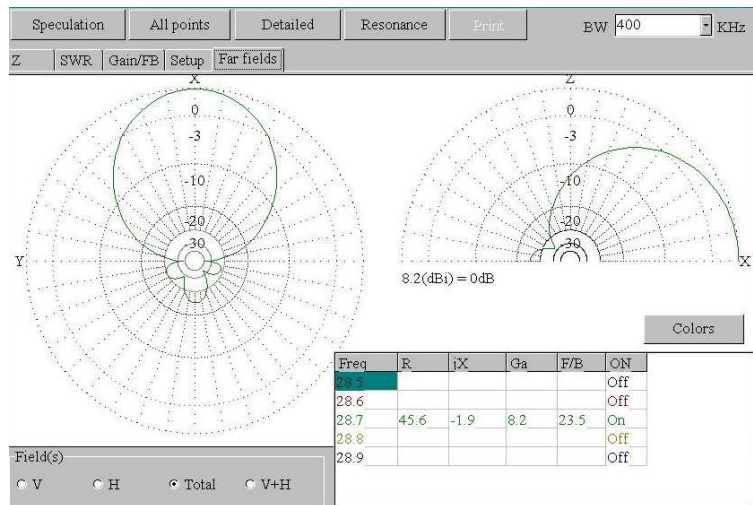 Speculation All points Detailed Resonance Print BW 400 KHz
Z SWR Gain/FB Setup Far fields
X
0
-3
-10
-20
-30
Y
Z
0
-3
-10
-20
-30
X
8.2(dBi) = 0dB
Colors
Freq R jX Ga F/B ON
28.5 Off
28.6 Off
28.7 45.6 -1.9 8.2 23.5 On
28.8 Off
28.9 Off
Field(s)
V H Total V+H